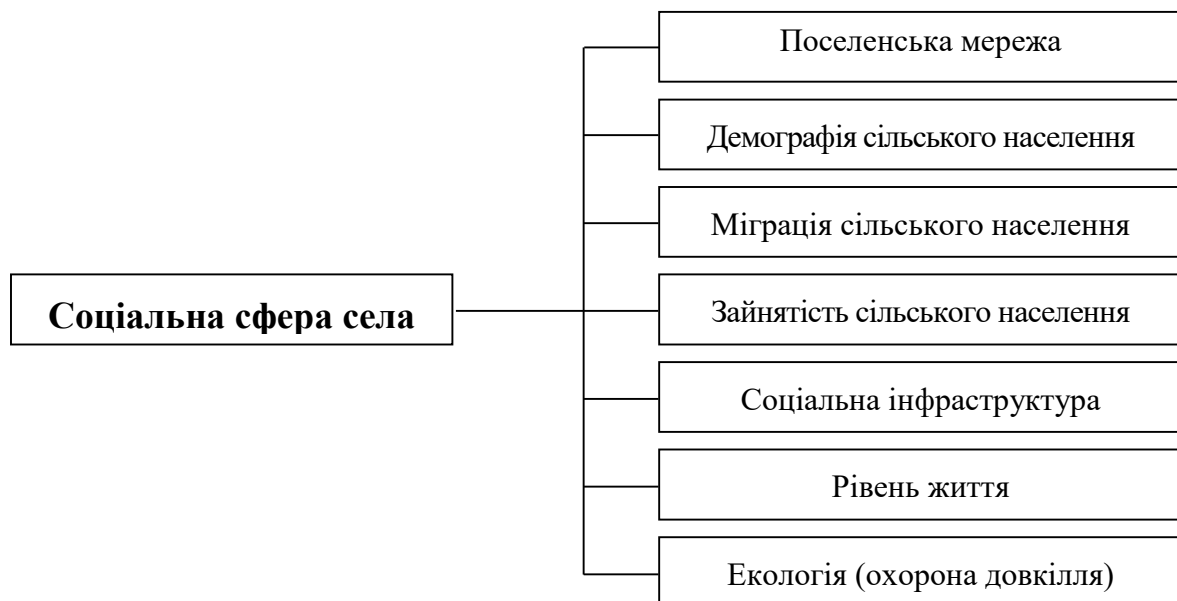 Поселенська мережа
Демографія сільського населення
Міграція сільського населення
Соціальна сфера села
Зайнятість сільського населення
Соціальна інфраструктура
Рівень життя
Екологія (охорона довкілля)